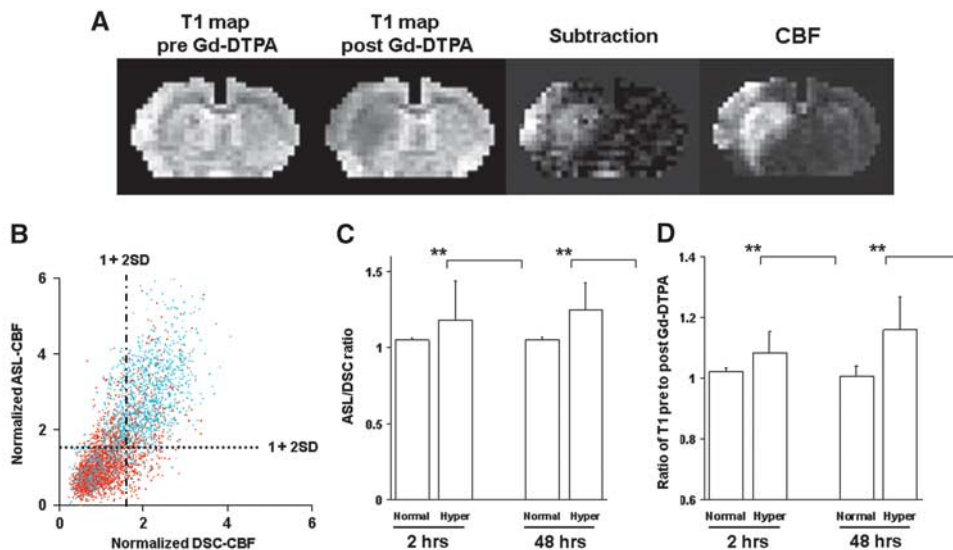 A
T1 map
pre Gd-DTPA
T1 map
post Gd-DTPA
Subtraction
CBF
B
1 + 2SD
6
4
2
0
Normalized ASL-CBF
1 + 2SD
0 2 4 6
Normalized DSC-CBF
C
** **
1.5
1
0.5
0
ASL/DSC ratio
Normal Hyper Normal Hyper
2 hrs 48 hrs
D
** **
1.4
1.2
1
0.8
0.6
Ratio of T1 pre to post Gd-DTPA
Normal Hyper Normal Hyper
2 hrs 48 hrs